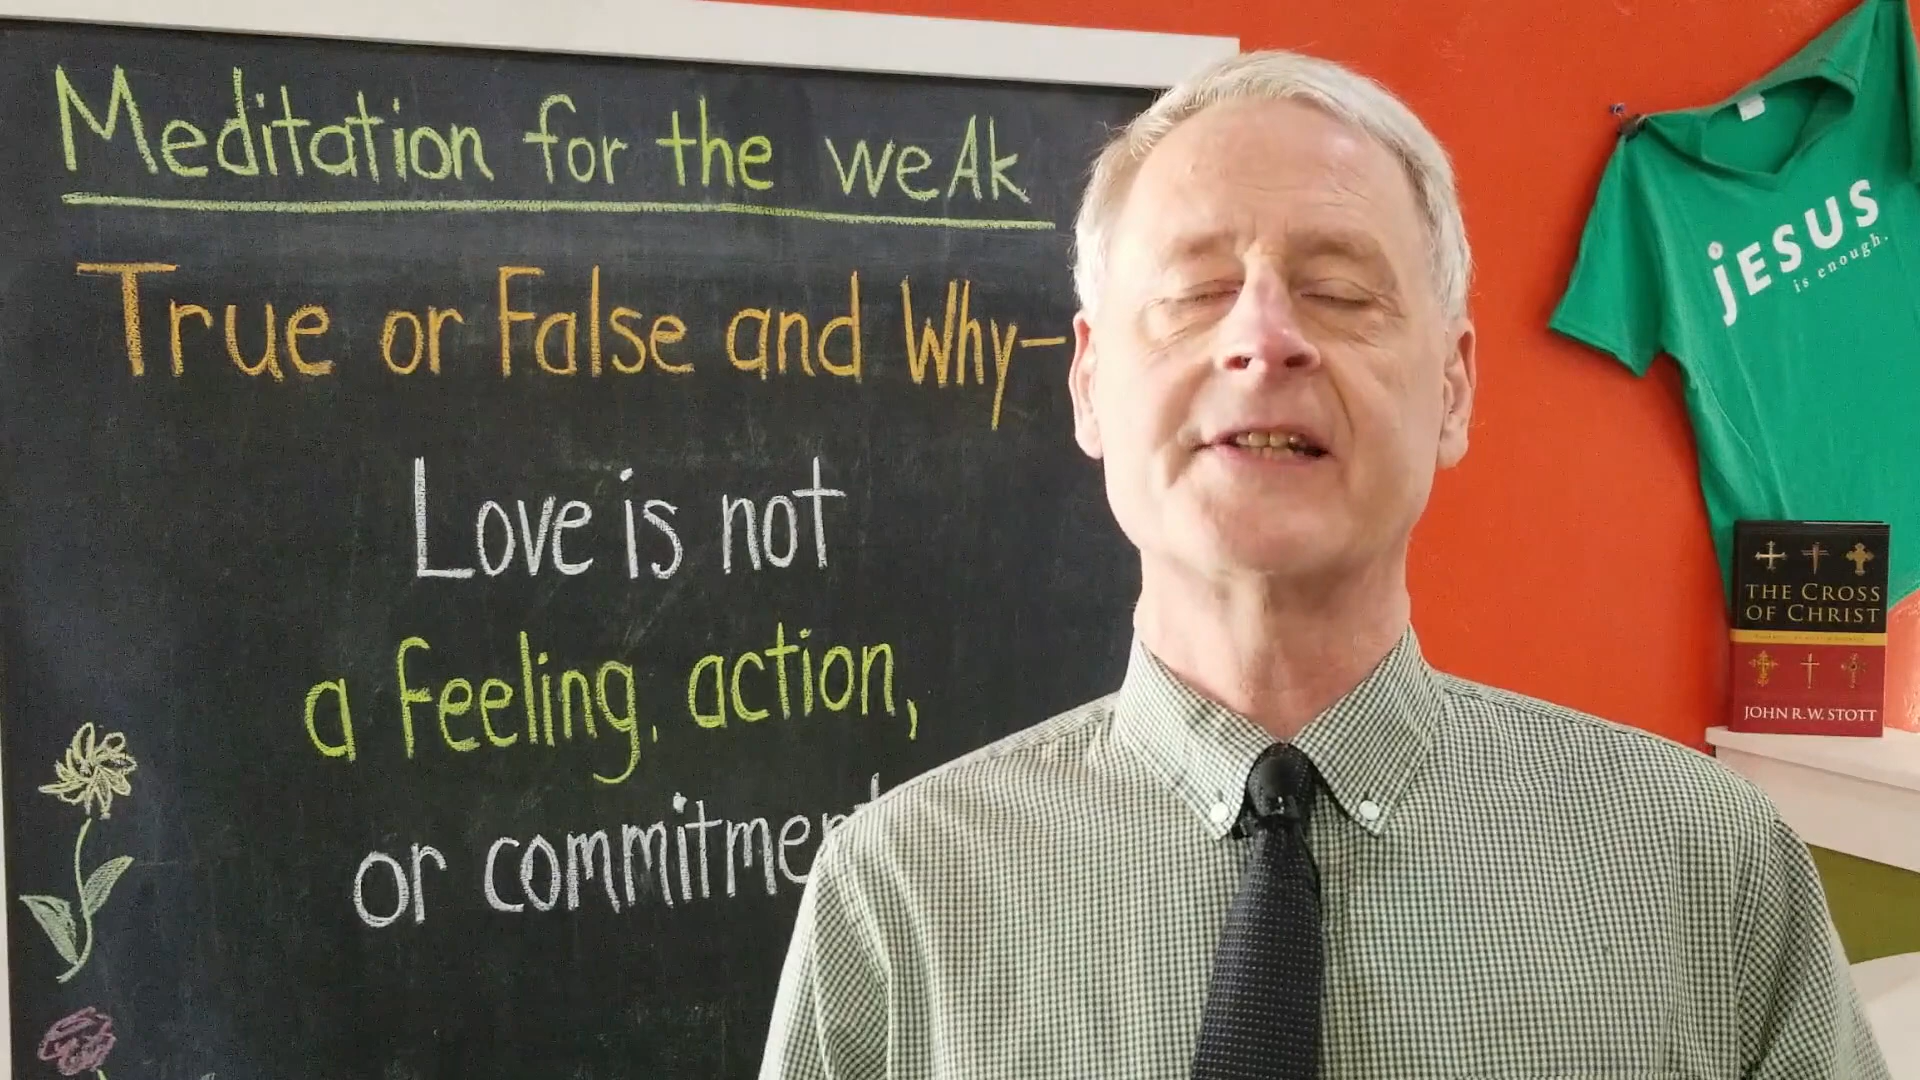 Meditation for the weAk
True or False and Why-
Love is not
a feeling, action,
or
JESUS
is enough.
THE CROSS
OF CHRIST
JOHN R.W. STOTT